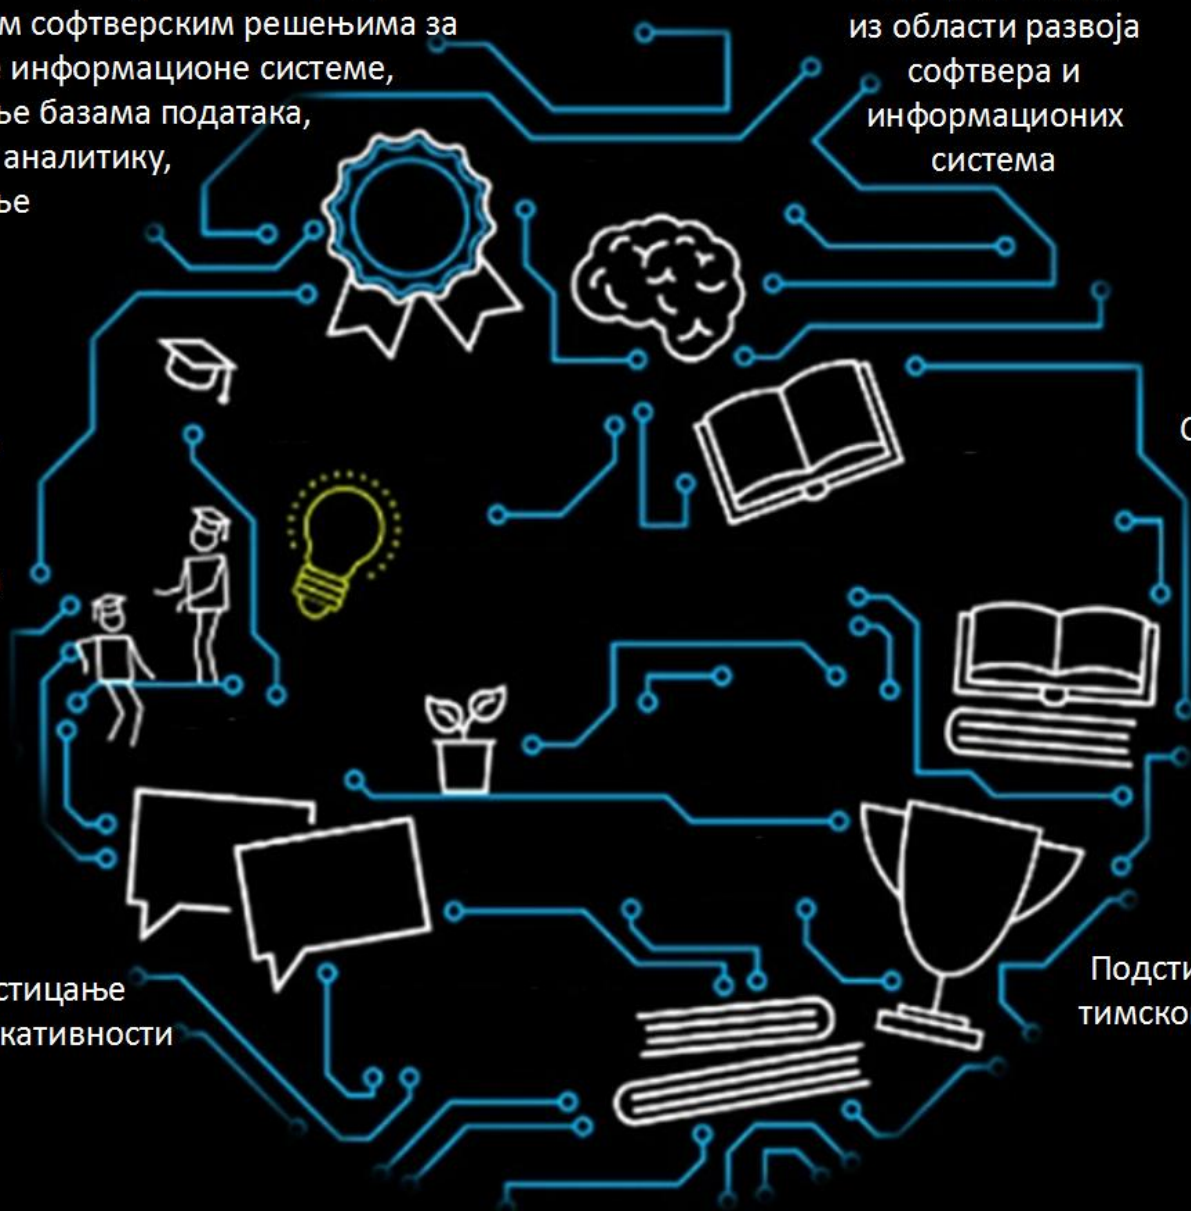 м софтверским решењима за
е информационе системе,
ње базама података,
аналитику,
ње
из области развоја
софтвера и
информационих
система
стицање
кативности
Подсти
тимско